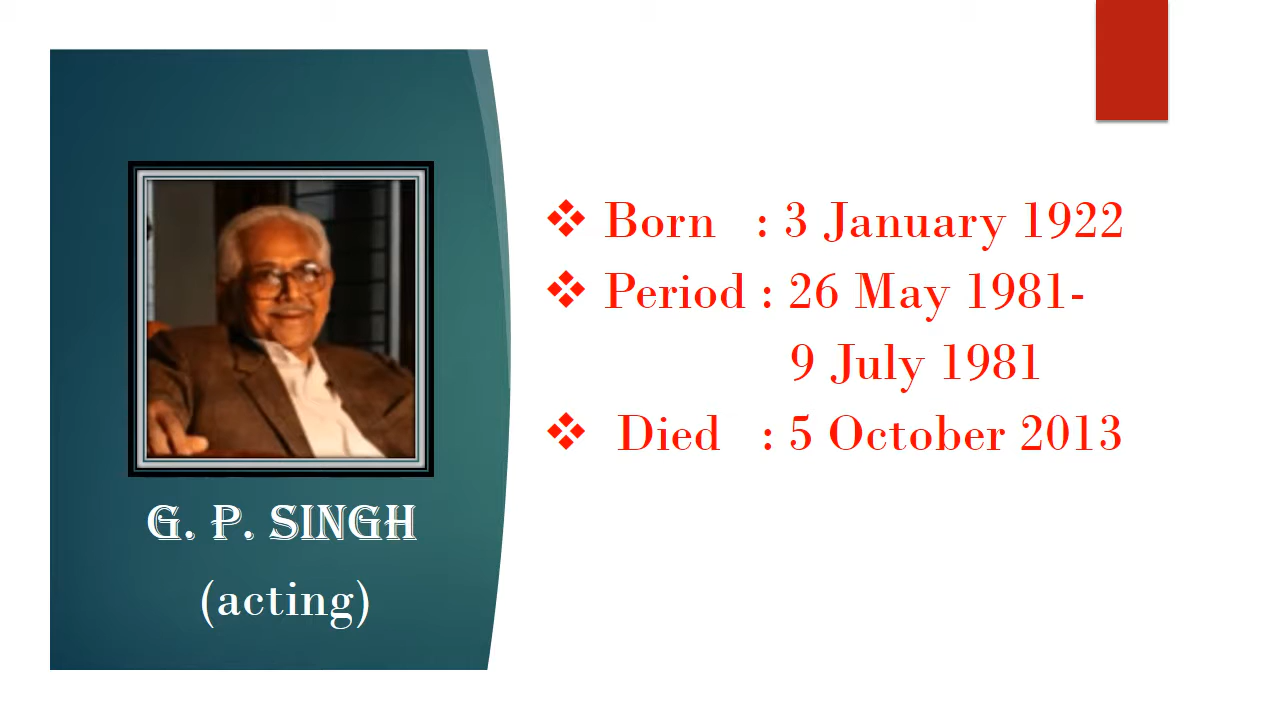 Born : 3 January 1922
Period : 26 May 1981-
9 July 1981
Died : 5 October 2013
G. P. SINGH
(acting)